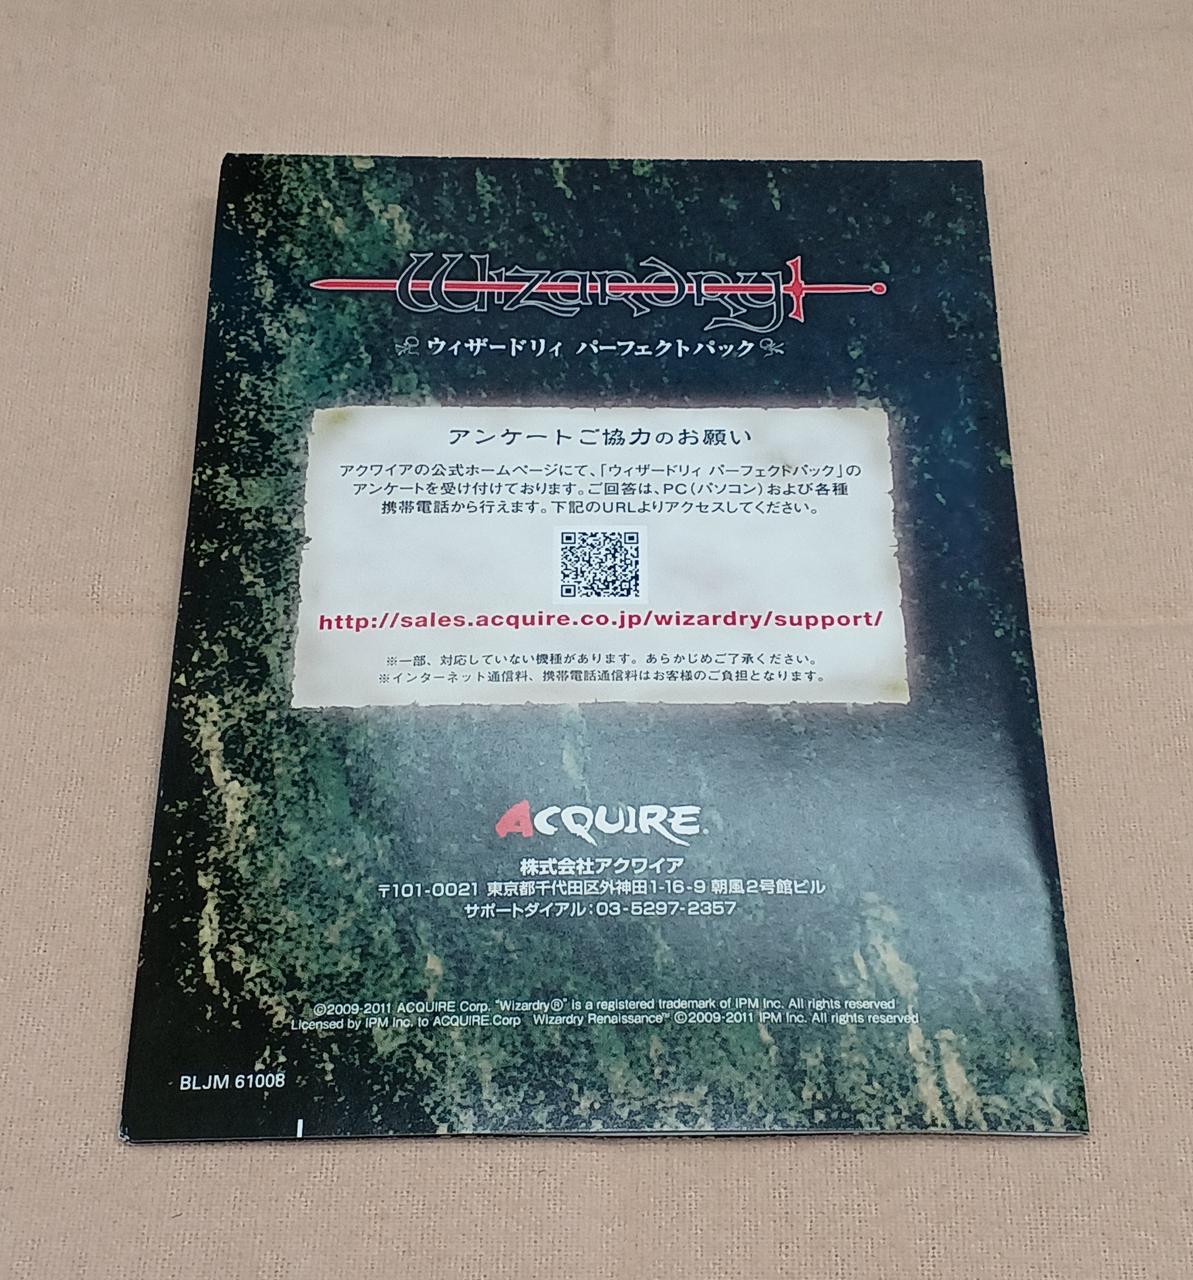 Wizardry
ウィザードリィ パーフェクトパック
アンケートご協力のお願い
アクワイアの公式ホームページにて、「ウィザードリィ パーフェクトパック」の
アンケートを受け付けております。ご回答は、PC(パソコン)および各種
携帯電話から行えます。下記のURLよりアクセスしてください。
http://sales.acquire.co.jp/wizardry/support/
※一部、対応していない機種があります。あらかじめご了承ください。
※インターネット通信料、携帯電話通信料はお客様のご負担となります。
ACQUIRE.
株式会社アクワイア
〒101-0021 東京都千代田区外神田1-16-9 朝風2号館ビル
サポートダイアル:03-5297-2357
©2009-2011 ACQUIRE Corp. "Wizardry®" is a registered trademark of IPM Inc. All rights reserved
Licensed by IPM Inc. to ACQUIRE.Corp Wizardry Renaissance™ ©2009-2011 IPM Inc. All rights reserved
BLJM 61008